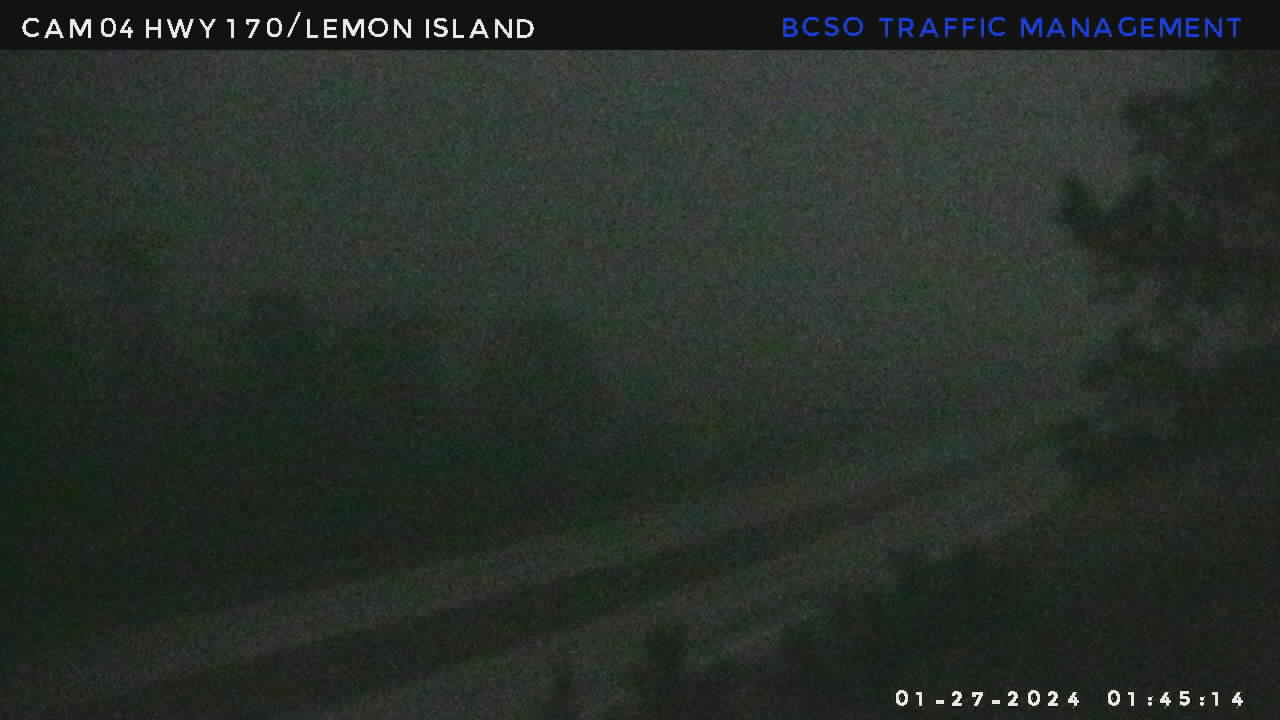 CAM04 HWY 170/LEMON ISLAND
BCSO TRAFFIC MANAGEMENT
01-27-2024 01:45:14